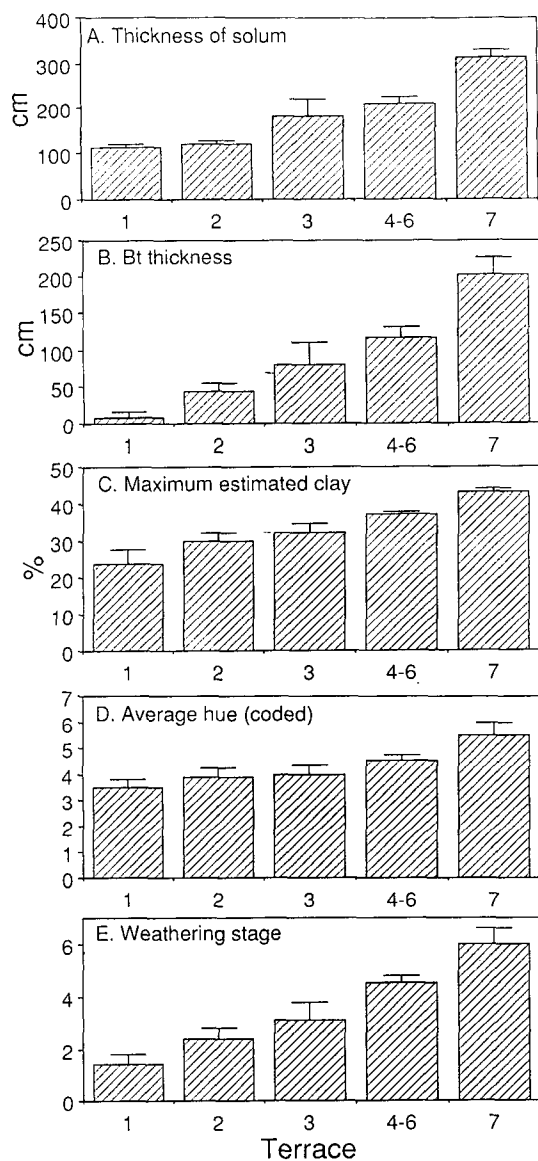 A. Thickness of solum
cm
400
300
200
100
0
1 2 3 4-6 7
B. Bt thickness
cm
250
200
150
100
50
0
1 2 3 4-6 7
C. Maximum estimated clay
%
50
40
30
20
10
0
1 2 3 4-6 7
D. Average hue (coded)
7
6
5
4
3
2
1
0
1 2 3 4-6 7
E. Weathering stage
6
4
2
0
1 2 3 4-6 7
Terrace